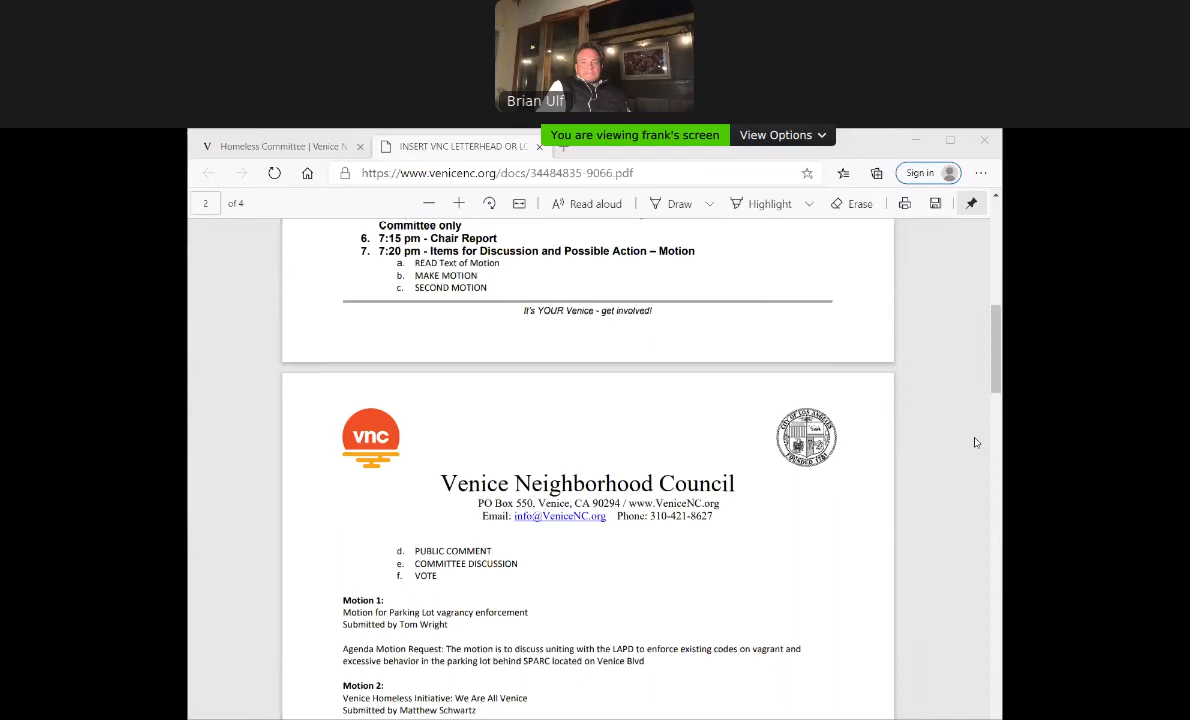 Brian Ulf
You are viewing frank's screen
View Options
V Homeless Committee | Venice N
INSERT VNC LETTERHEAD OR LO
https://www.venicenc.org/docs/34484835-9066.pdf
Sign in
2 of 4
Read aloud
Draw
Highlight
Erase
Committee only
6. 7:15 pm - Chair Report
7. 7:20 pm - Items for Discussion and Possible Action – Motion
a. READ Text of Motion
b. MAKE MOTION
c. SECOND MOTION
It's YOUR Venice - get involved!
vnc
CITY OF LOS ANGELES
FOUNDED 1781
Venice Neighborhood Council
PO Box 550, Venice, CA 90294 / www.VeniceNC.org
Email: info@VeniceNC.org Phone: 310-421-8627
d. PUBLIC COMMENT
e. COMMITTEE DISCUSSION
f. VOTE
Motion 1:
Motion for Parking Lot vagrancy enforcement
Submitted by Tom Wright
Agenda Motion Request: The motion is to discuss uniting with the LAPD to enforce existing codes on vagrant and
excessive behavior in the parking lot behind SPARC located on Venice Blvd
Motion 2:
Venice Homeless Initiative: We Are All Venice
Submitted by Matthew Schwartz